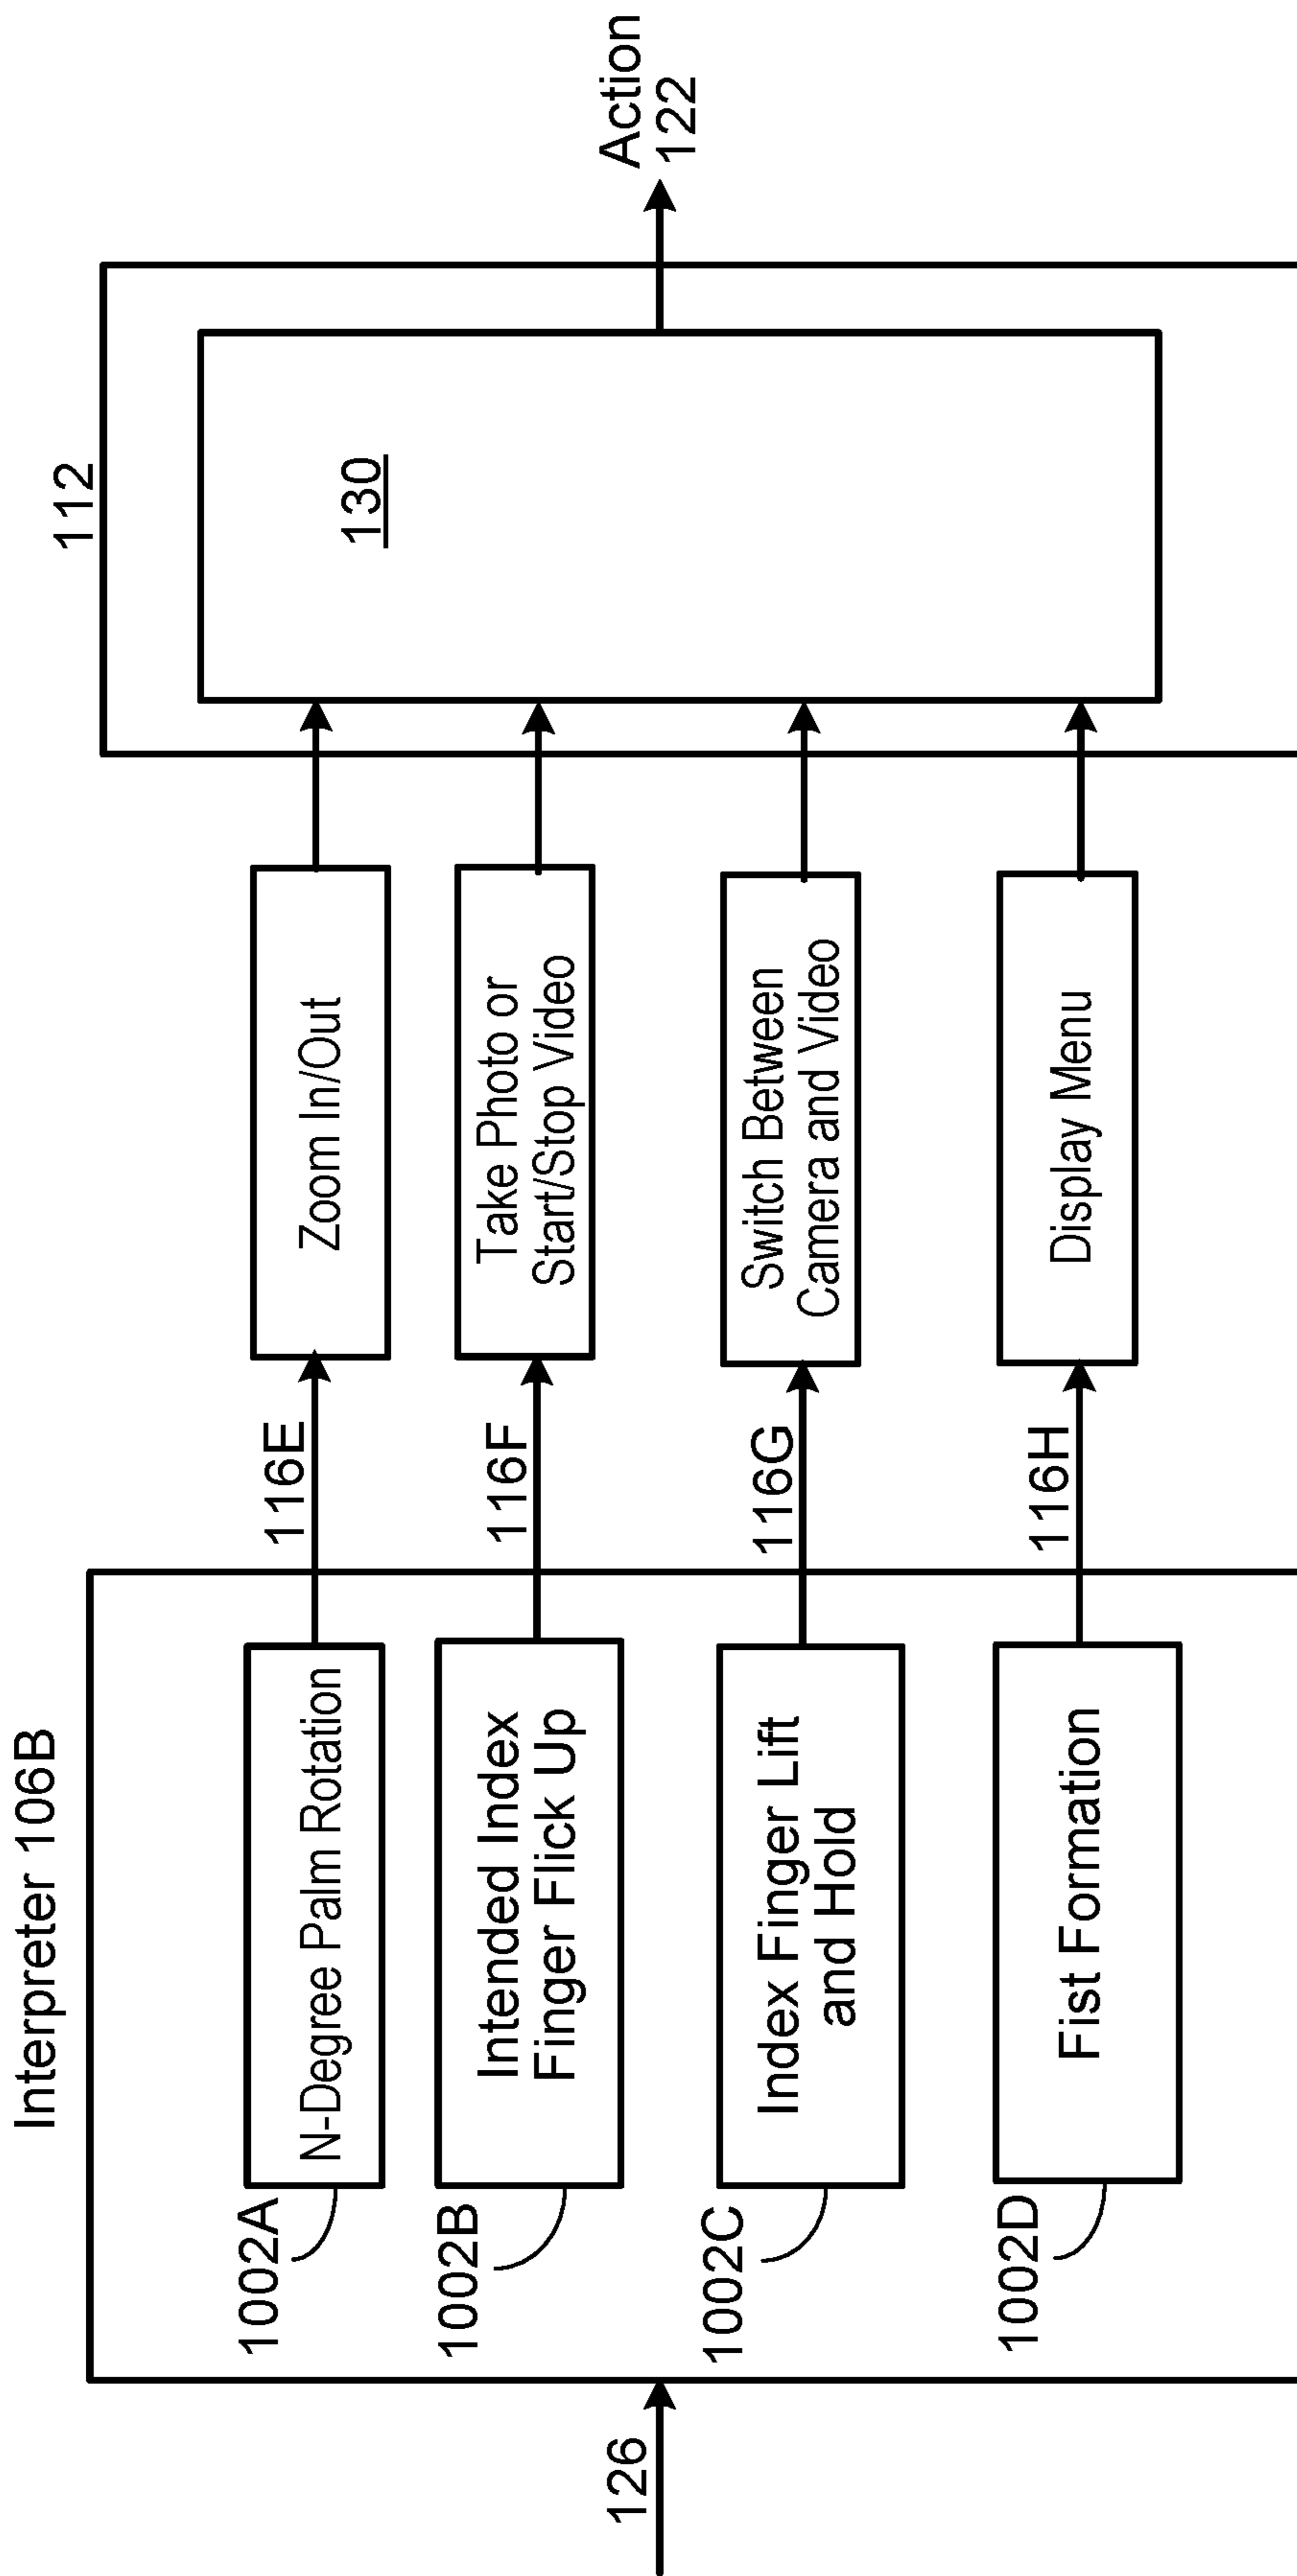 Interpreter 106B
126
1002A
N-Degree Palm Rotation
116E
Zoom In/Out
1002B
Intended Index
Finger Flick Up
116F
Take Photo or
Start/Stop Video
1002C
Index Finger Lift
and Hold
116G
Switch Between
Camera and Video
1002D
Fist Formation
116H
Display Menu
112
130
Action
122